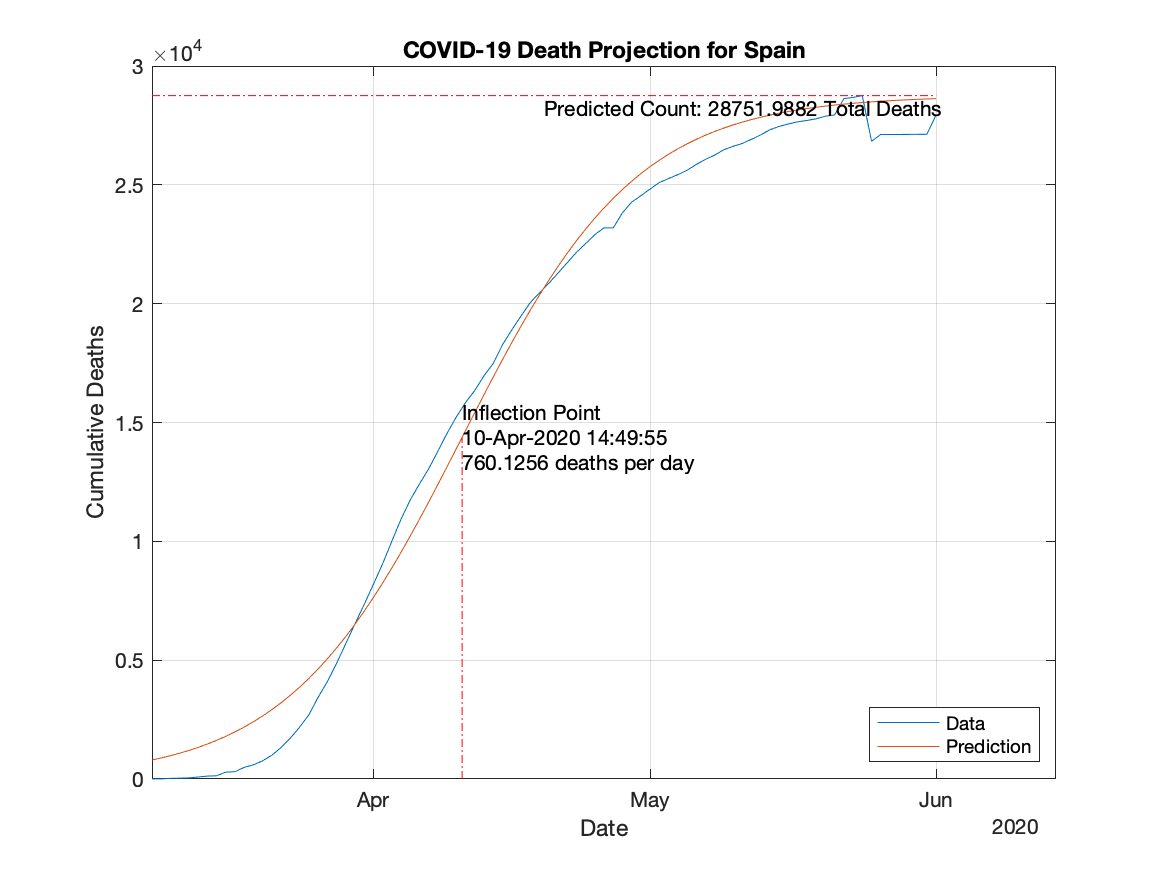 COVID-19 Death Projection for Spain
×10⁴
3
2.5
2
1.5
1
0.5
0
Cumulative Deaths
Predicted Count: 28751.9882 Total Deaths
Inflection Point
10-Apr-2020 14:49:55
760.1256 deaths per day
Data
Prediction
Apr
May
Jun
Date
2020